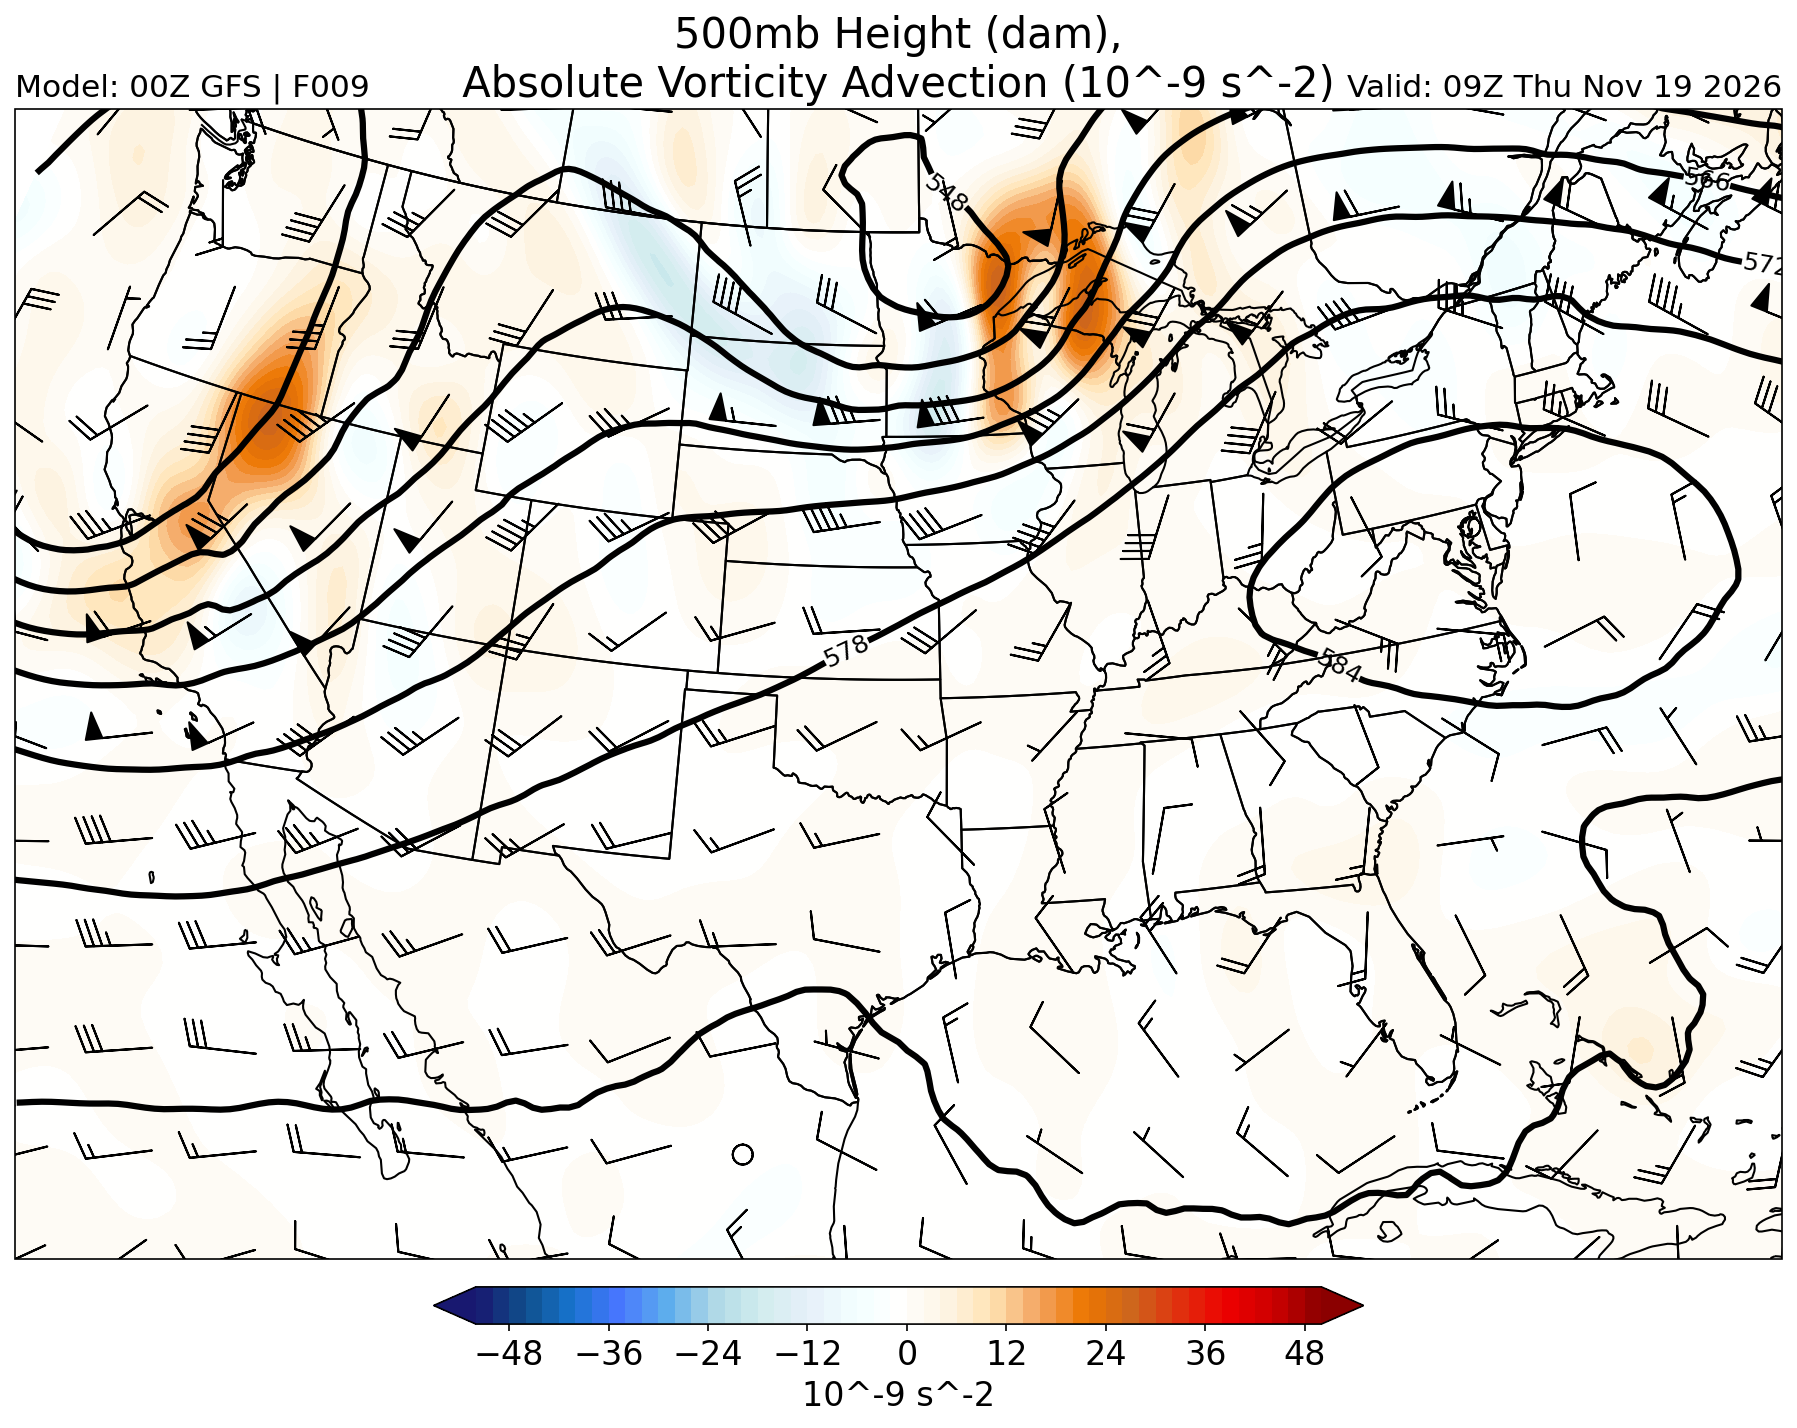 500mb Height (dam),
Model: 00Z GFS | F009
Absolute Vorticity Advection (10^-9 s^-2)
Valid: 09Z Thu Nov 19 2026
548
566
572
578
584
−48 −36 −24 −12 0 12 24 36 48
10^-9 s^-2